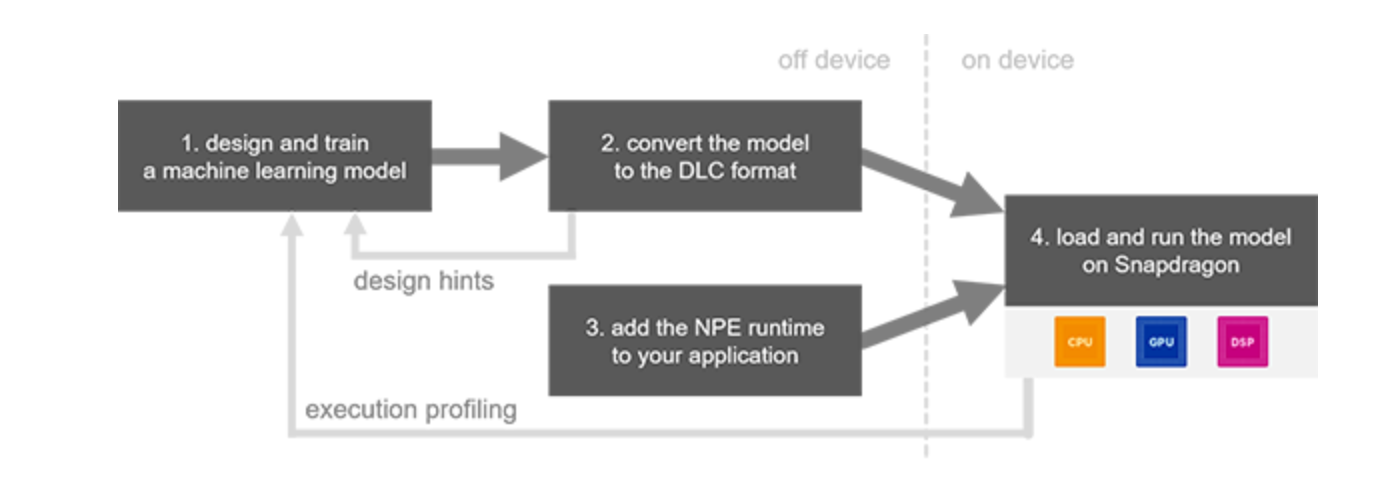 off device
on device
1. design and train
a machine learning model
2. convert the model
to the DLC format
4. load and run the model
on Snapdragon
design hints
3. add the NPE runtime
to your application
CPU
GPU
DSP
execution profiling